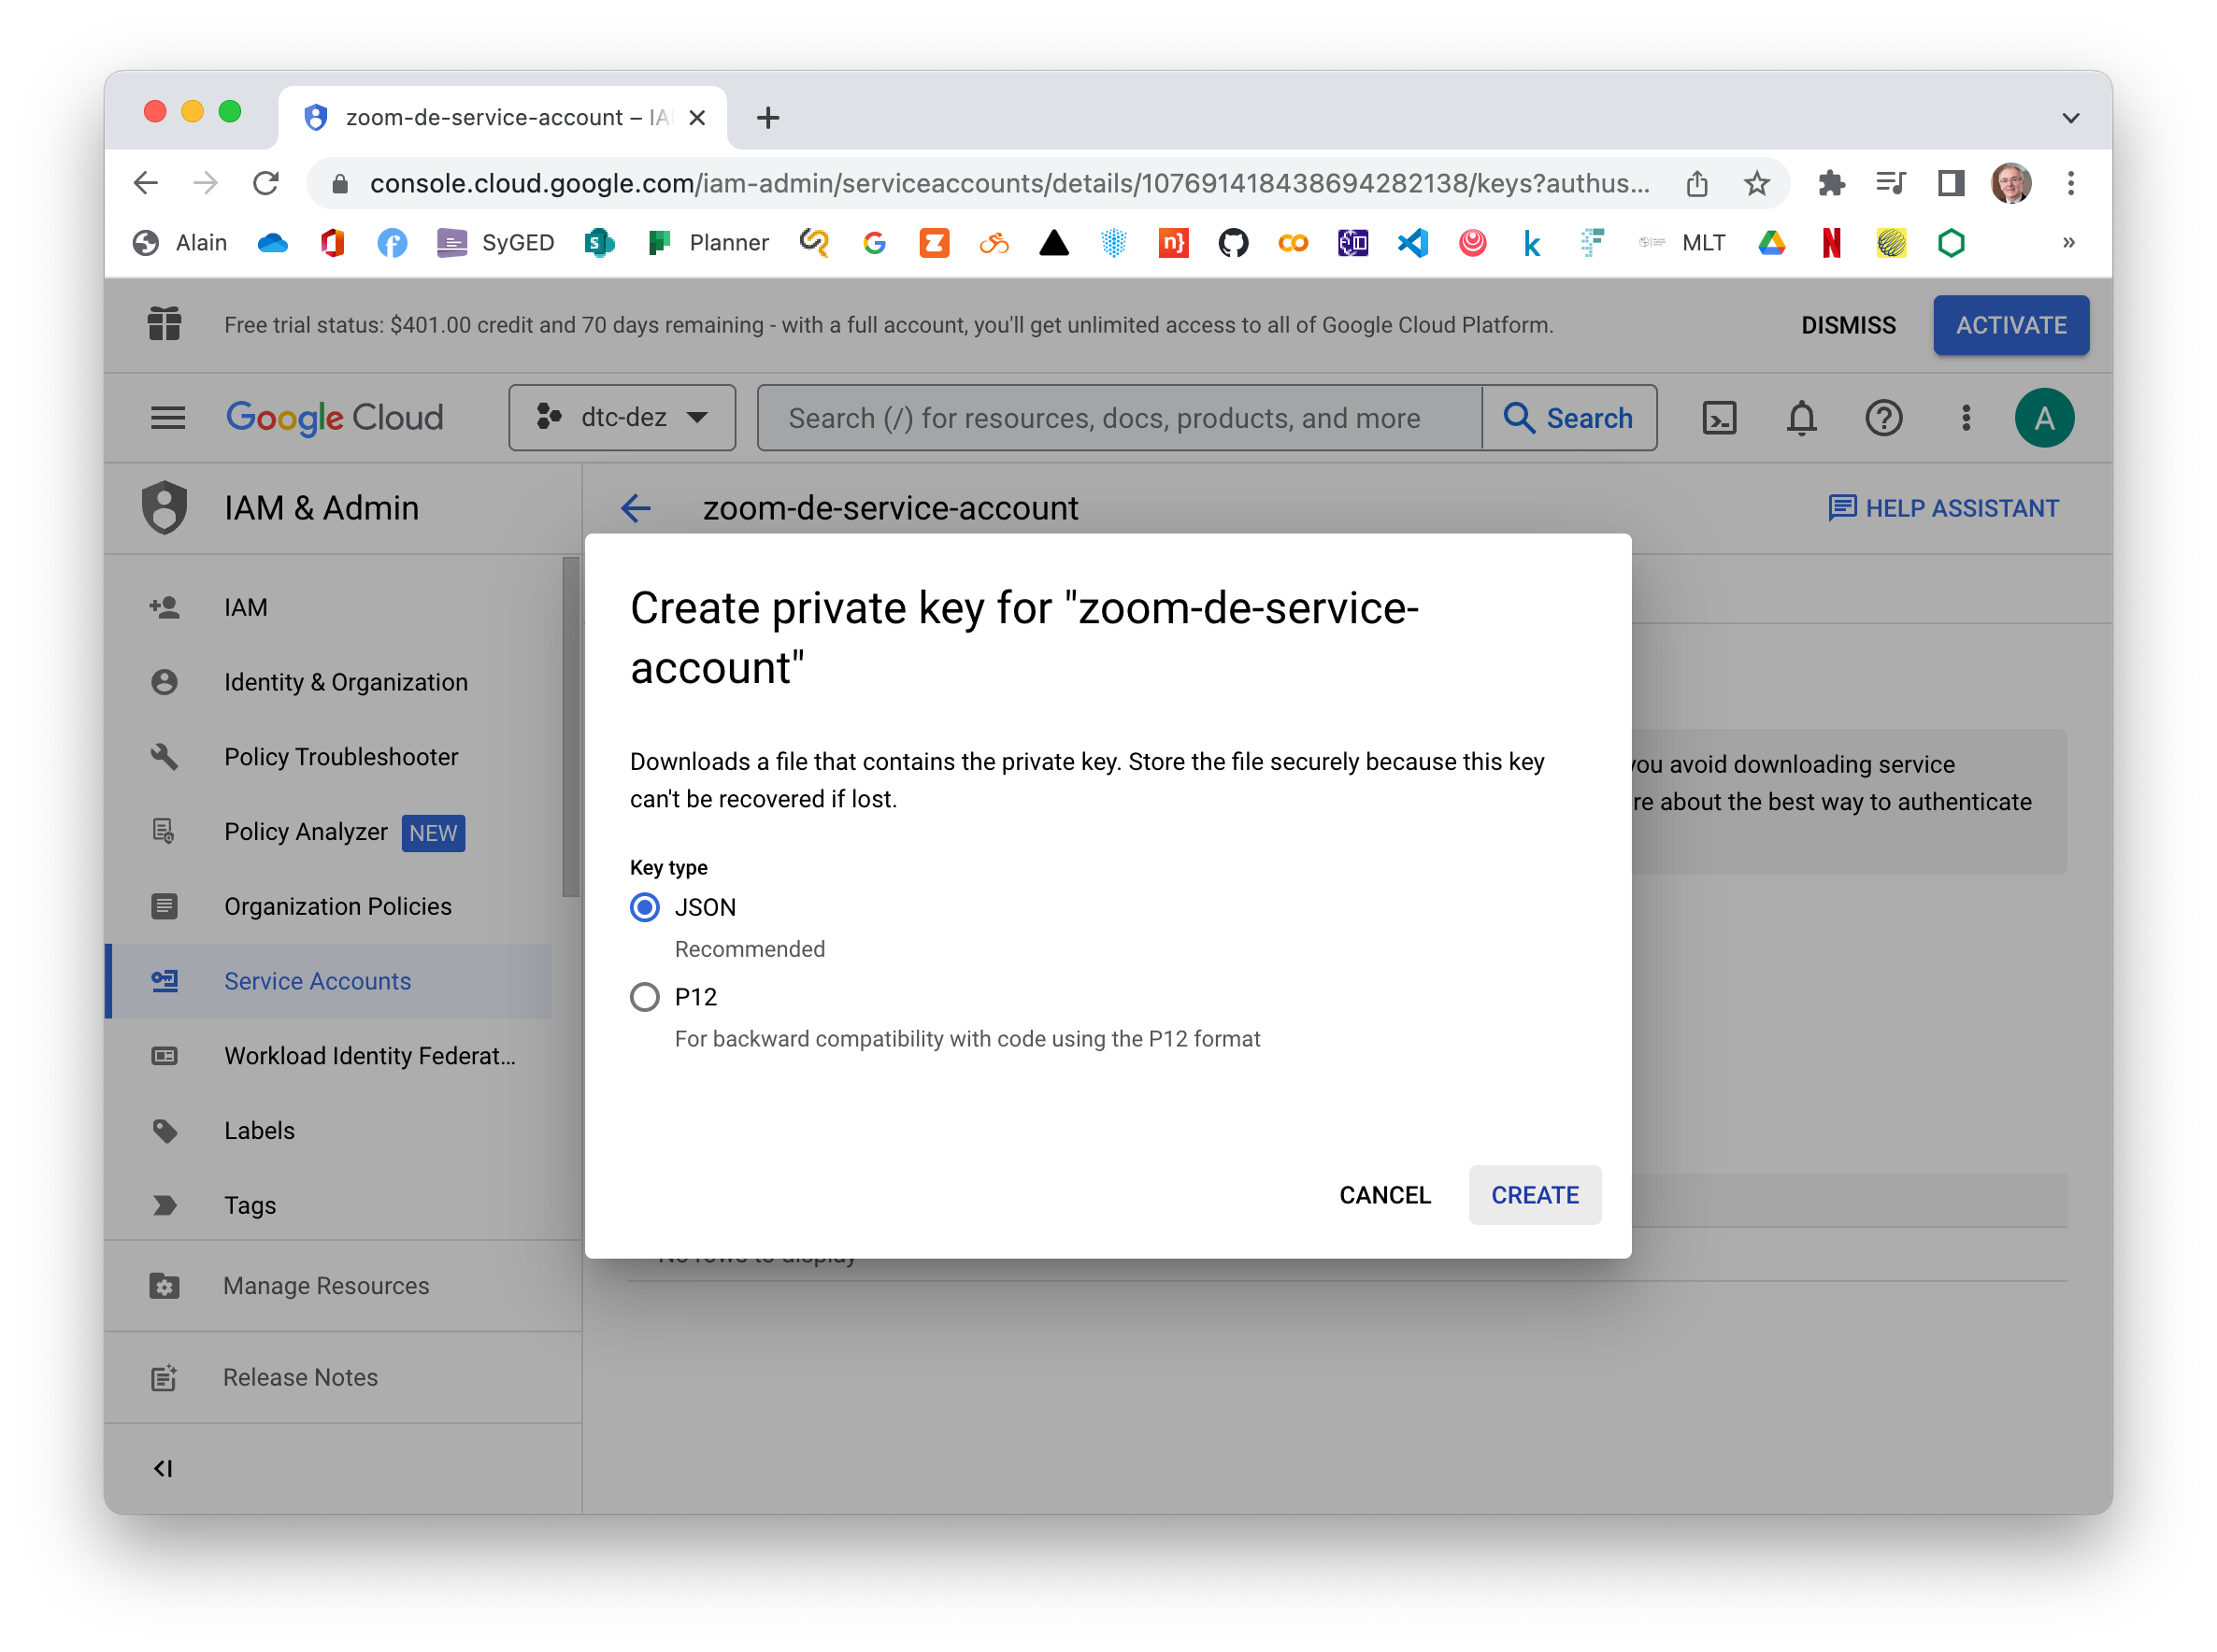 zoom-de-service-account – IA
console.cloud.google.com/iam-admin/serviceaccounts/details/107691418438694282138/keys?authus...
Alain
SyGED
Planner
MLT
»
Free trial status: $401.00 credit and 70 days remaining - with a full account, you'll get unlimited access to all of Google Cloud Platform.
DISMISS
ACTIVATE
Google Cloud
dtc-dez
Search (/) for resources, docs, products, and more
Search
A
IAM & Admin
zoom-de-service-account
HELP ASSISTANT
IAM
Identity & Organization
Policy Troubleshooter
Policy Analyzer NEW
Organization Policies
Service Accounts
Workload Identity Federat...
Labels
Tags
Manage Resources
Release Notes
Create private key for "zoom-de-service-
account"
Downloads a file that contains the private key. Store the file securely because this key
can't be recovered if lost.
Key type
JSON
Recommended
P12
For backward compatibility with code using the P12 format
CANCEL
CREATE
you avoid downloading service
re about the best way to authenticate
No rows to display